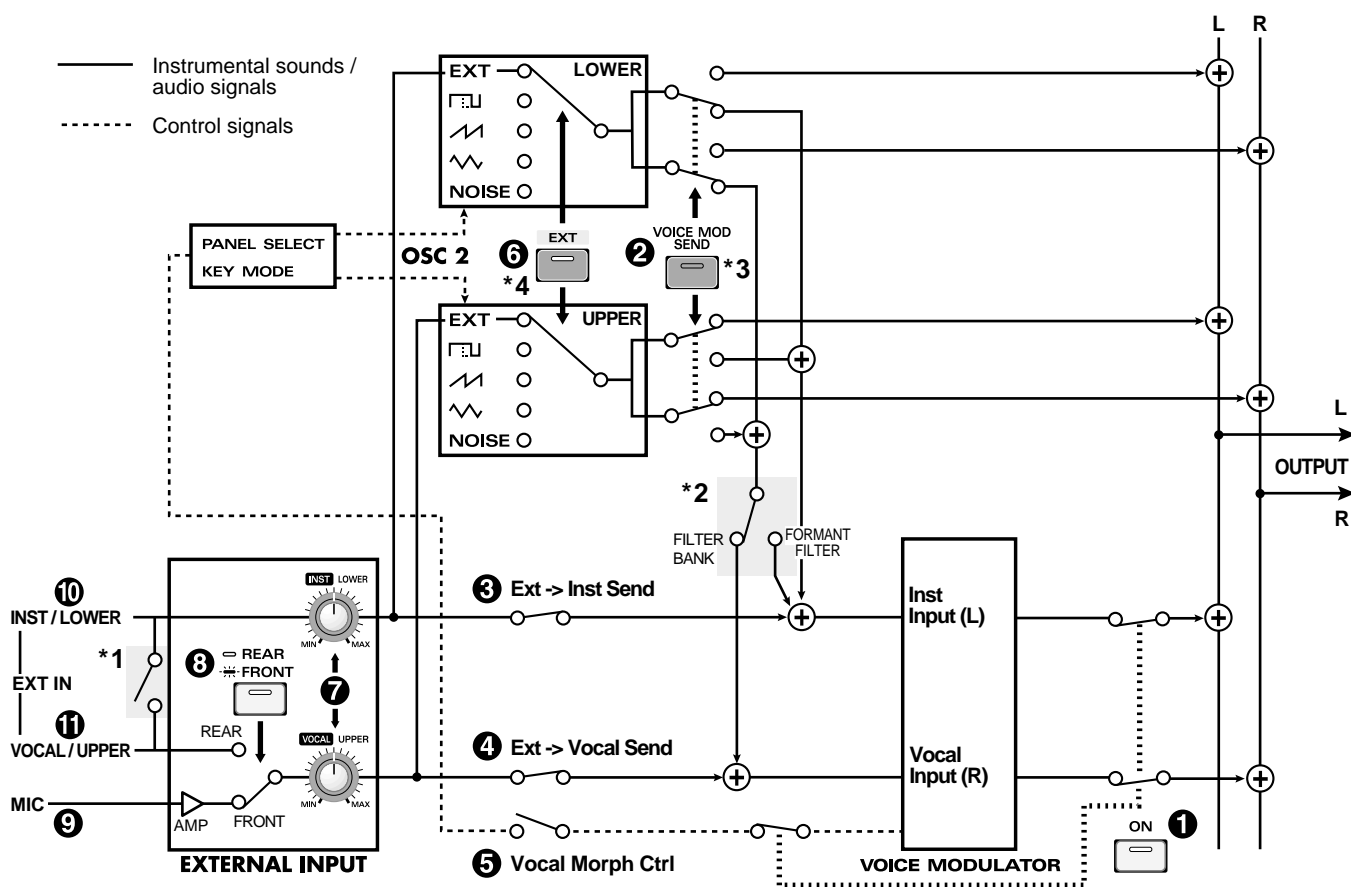 L R
Instrumental sounds /
audio signals
Control signals
EXT LOWER
NOISE
PANEL SELECT
KEY MODE
OSC 2
6 EXT
*4
2 VOICE MOD
SEND
*3
EXT UPPER
NOISE
L
OUTPUT
R
*2
FILTER
BANK
FORMANT
FILTER
10
INST / LOWER
*1
EXT IN
11
VOCAL / UPPER
MIC
9
INST LOWER
MIN MAX
8 REAR
FRONT
7
REAR
VOCAL UPPER
MIN MAX
AMP FRONT
EXTERNAL INPUT
3 Ext -> Inst Send
4 Ext -> Vocal Send
5 Vocal Morph Ctrl
Inst
Input (L)
Vocal
Input (R)
VOICE MODULATOR
ON 1